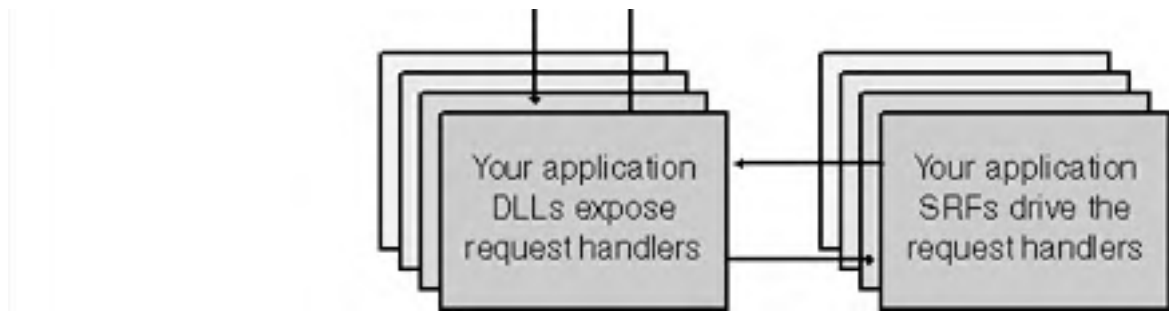 Your application
DLLs expose
request handlers
Your application
SRFs drive the
request handlers